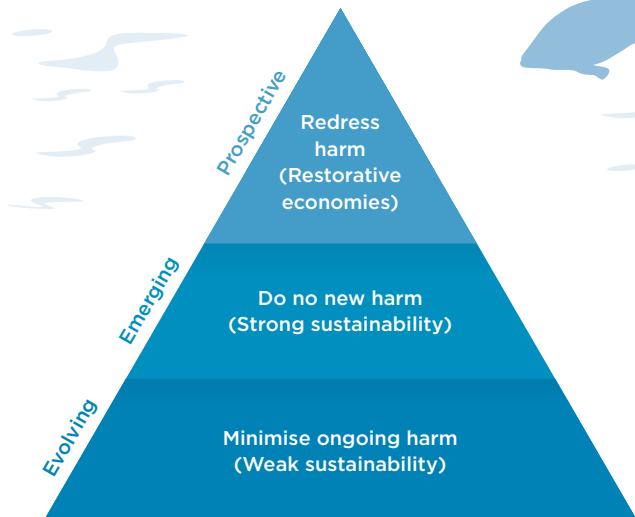 Prospective
Redress
harm
(Restorative
economies)
Emerging
Do no new harm
(Strong sustainability)
Evolving
Minimise ongoing harm
(Weak sustainability)